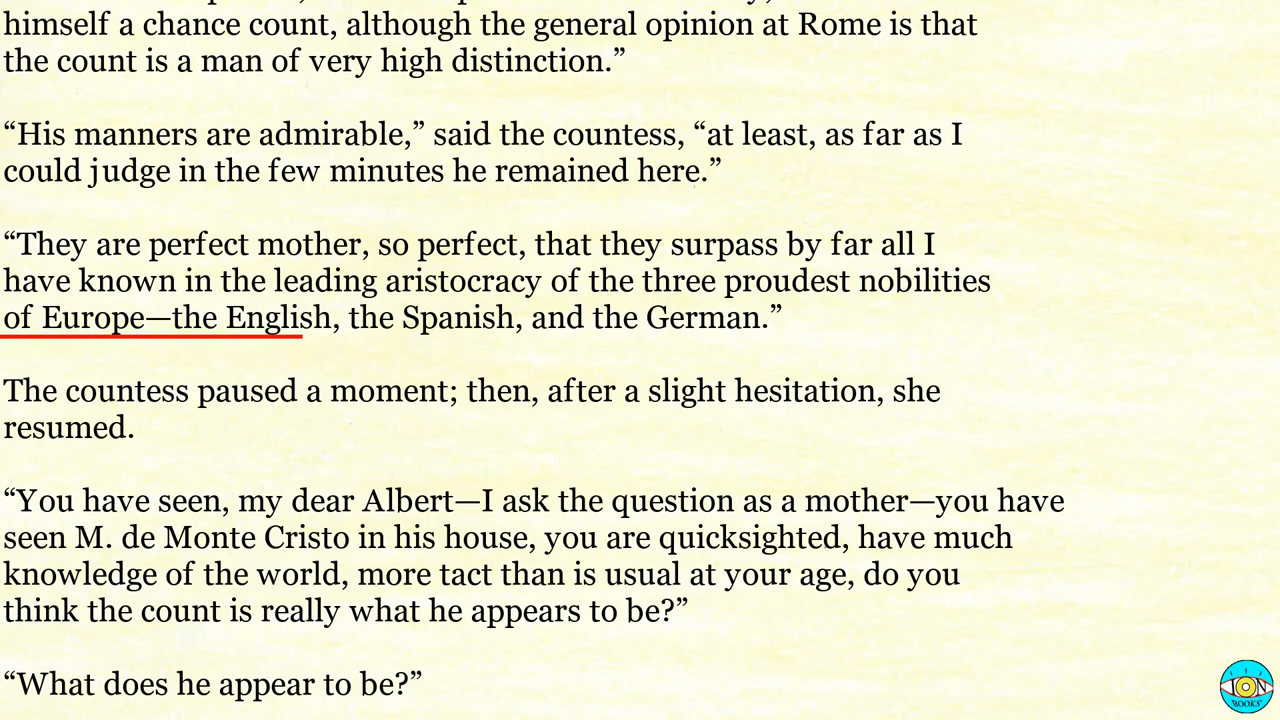 himself a chance count, although the general opinion at Rome is that
the count is a man of very high distinction.”
“His manners are admirable,” said the countess, “at least, as far as I
could judge in the few minutes he remained here.”
“They are perfect mother, so perfect, that they surpass by far all I
have known in the leading aristocracy of the three proudest nobilities
of Europe—the English, the Spanish, and the German.”
The countess paused a moment; then, after a slight hesitation, she
resumed.
“You have seen, my dear Albert—I ask the question as a mother—you have
seen M. de Monte Cristo in his house, you are quicksighted, have much
knowledge of the world, more tact than is usual at your age, do you
think the count is really what he appears to be?”
“What does he appear to be?”
ION
BOOKS